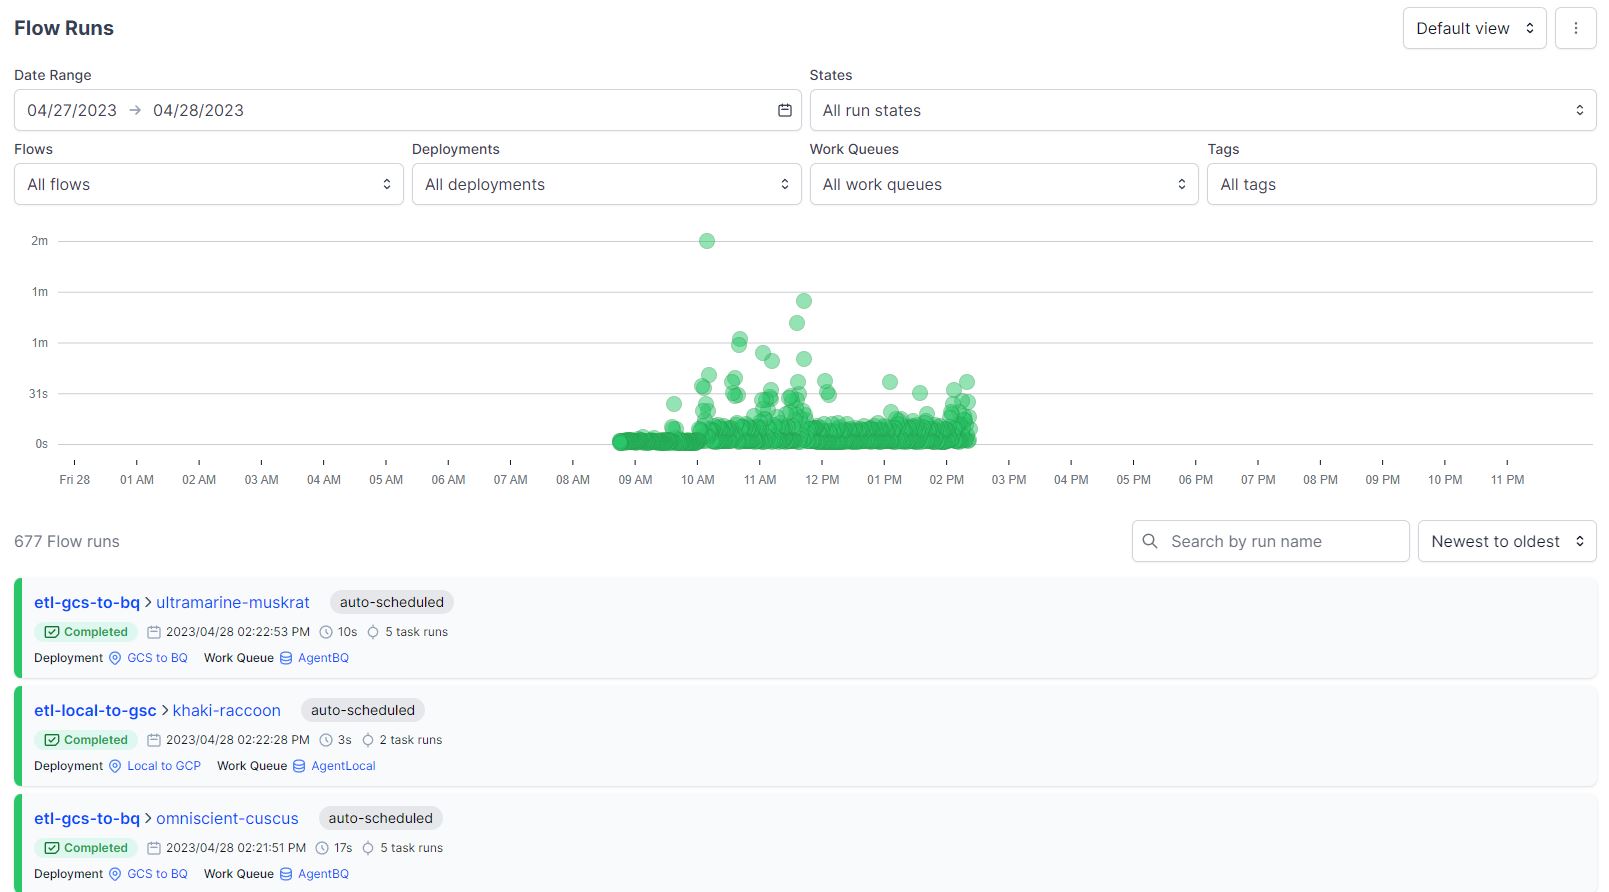 Flow Runs
Default view
Date Range
States
04/27/2023 → 04/28/2023
All run states
Flows
Deployments
Work Queues
Tags
All flows
All deployments
All work queues
All tags
2m
1m
1m
31s
0s
Fri 28 01 AM 02 AM 03 AM 04 AM 05 AM 06 AM 07 AM 08 AM 09 AM 10 AM 11 AM 12 PM 01 PM 02 PM 03 PM 04 PM 05 PM 06 PM 07 PM 08 PM 09 PM 10 PM 11 PM
677 Flow runs
Search by run name
Newest to oldest
etl-gcs-to-bq > ultramarine-muskrat auto-scheduled
Completed 2023/04/28 02:22:53 PM 10s 5 task runs
Deployment GCS to BQ Work Queue AgentBQ
etl-local-to-gsc > khaki-raccoon auto-scheduled
Completed 2023/04/28 02:22:28 PM 3s 2 task runs
Deployment Local to GCP Work Queue AgentLocal
etl-gcs-to-bq > omniscient-cuscus auto-scheduled
Completed 2023/04/28 02:21:51 PM 17s 5 task runs
Deployment GCS to BQ Work Queue AgentBQ